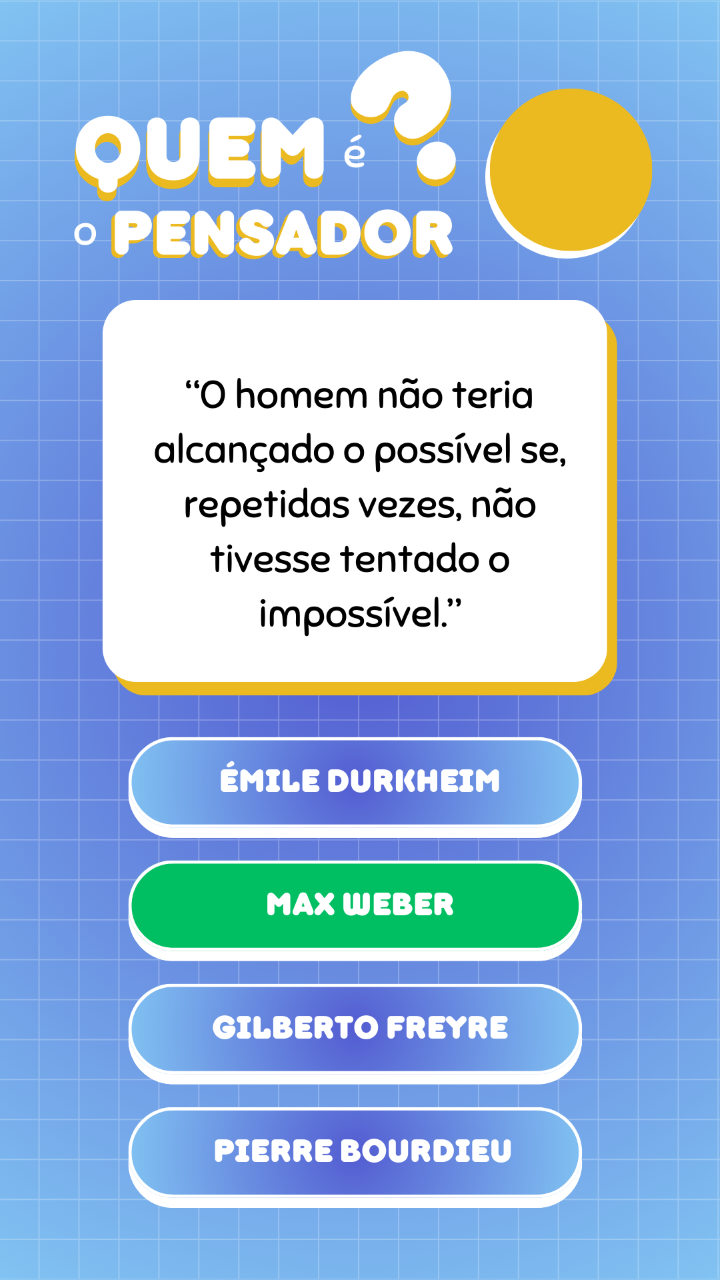 QUEM é ?
o PENSADOR
“O homem não teria
alcançado o possível se,
repetidas vezes, não
tivesse tentado o
impossível.”
ÉMILE DURKHEIM
MAX WEBER
GILBERTO FREYRE
PIERRE BOURDIEU